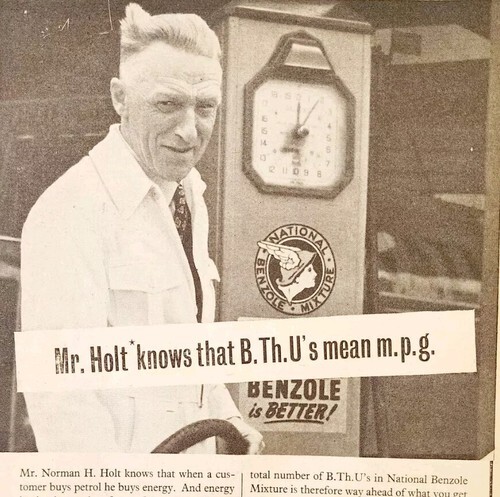 NATIONAL
BENZOLE MIXTURE
Mr. Holt*knows that B.Th.U's mean m.p.g.
BENZOLE
is BETTER!
Mr. Norman H. Holt knows that when a cus-
tomer buys petrol he buys energy. And energy
total number of B.Th.U's in National Benzole
Mixture is therefore way ahead of what you get